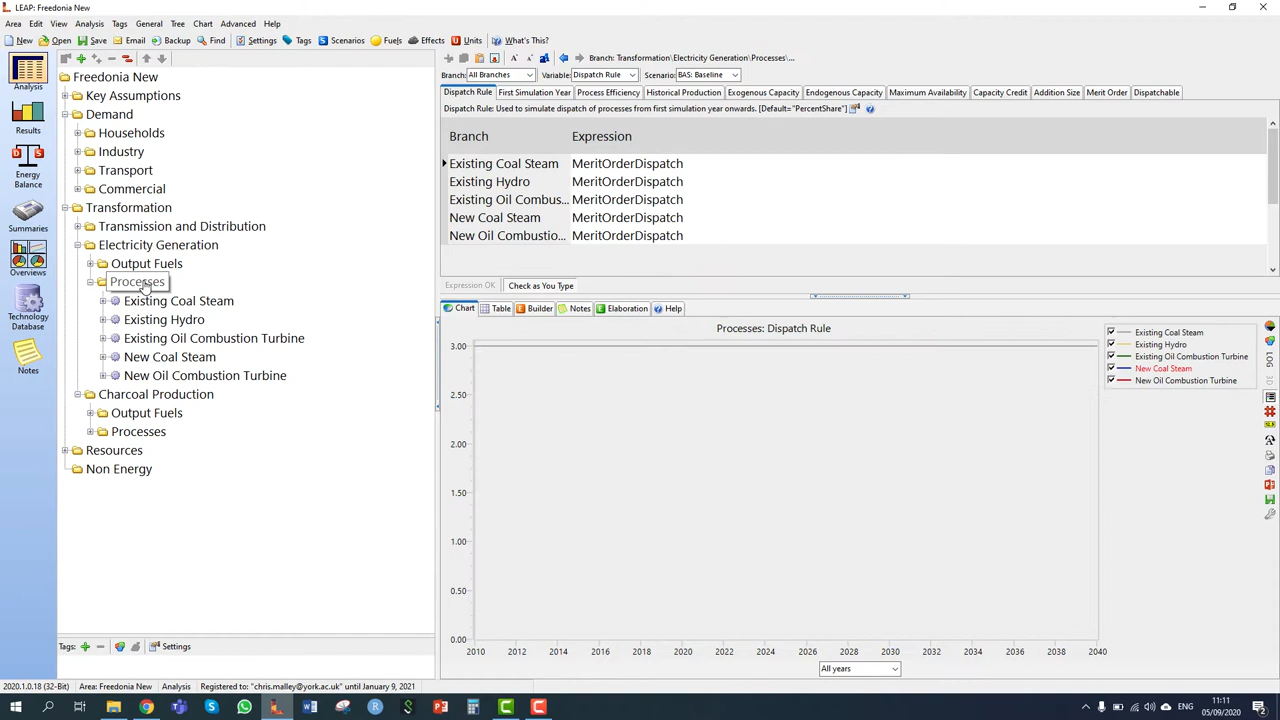 LEAP: Freedonia New
Area Edit View Analysis Tags General Tree Chart Advanced Help
New Open Save Email Backup Find Settings Tags Scenarios Fuels Effects Units What's This?
Analysis
Results
Energy
Balance
Summaries
Overviews
Technology
Database
Notes
Freedonia New
Key Assumptions
Demand
Households
Industry
Transport
Commercial
Transformation
Transmission and Distribution
Electricity Generation
Output Fuels
Processes
Existing Coal Steam
Existing Hydro
Existing Oil Combustion Turbine
New Coal Steam
New Oil Combustion Turbine
Charcoal Production
Output Fuels
Processes
Resources
Non Energy
Tags: Settings
Branch: Transformation\Electricity Generation\Processes\...
Branch: All Branches Variable: Dispatch Rule Scenario: BAS: Baseline
Dispatch Rule First Simulation Year Process Efficiency Historical Production Exogenous Capacity Endogenous Capacity Maximum Availability Capacity Credit Addition Size Merit Order Dispatchable
Dispatch Rule: Used to simulate dispatch of processes from first simulation year onwards. [Default="PercentShare"]
Branch Expression
Existing Coal Steam MeritOrderDispatch
Existing Hydro MeritOrderDispatch
Existing Oil Combus... MeritOrderDispatch
New Coal Steam MeritOrderDispatch
New Oil Combustio... MeritOrderDispatch
Expression OK Check as You Type
Chart Table Builder Notes Elaboration Help
Processes: Dispatch Rule
3.00
2.50
2.00
1.50
1.00
0.50
0.00
2010 2012 2014 2016 2018 2020 2022 2024 2026 2028 2030 2032 2034 2036 2038 2040
All years
Existing Coal Steam
Existing Hydro
Existing Oil Combustion Turbine
New Coal Steam
New Oil Combustion Turbine
LOG
3D
2020.1.0.18 (32-Bit) Area: Freedonia New Analysis Registered to: "chris.malley@york.ac.uk" until January 9, 2021
ENG
11:11
05/09/2020